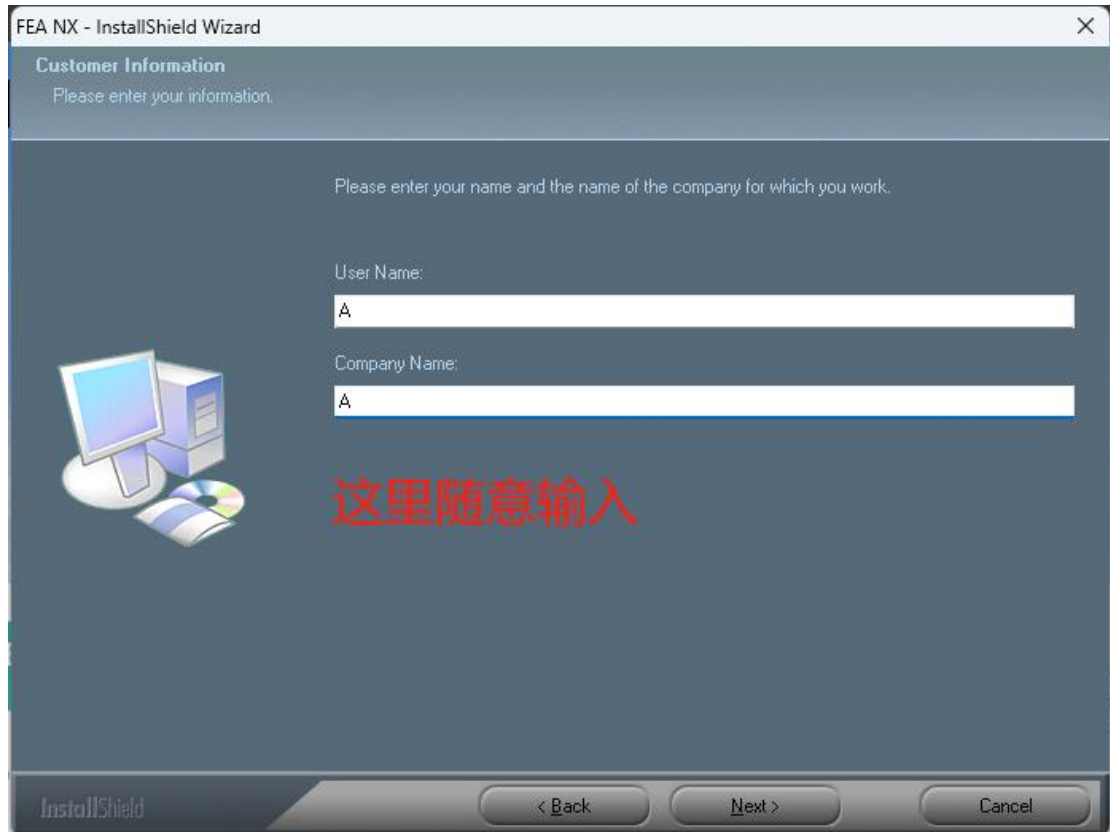 FEA NX - InstallShield Wizard
Customer Information
Please enter your information.
Please enter your name and the name of the company for which you work.
User Name:
A
Company Name:
A
这里随意输入
InstallShield
< Back
Next >
Cancel